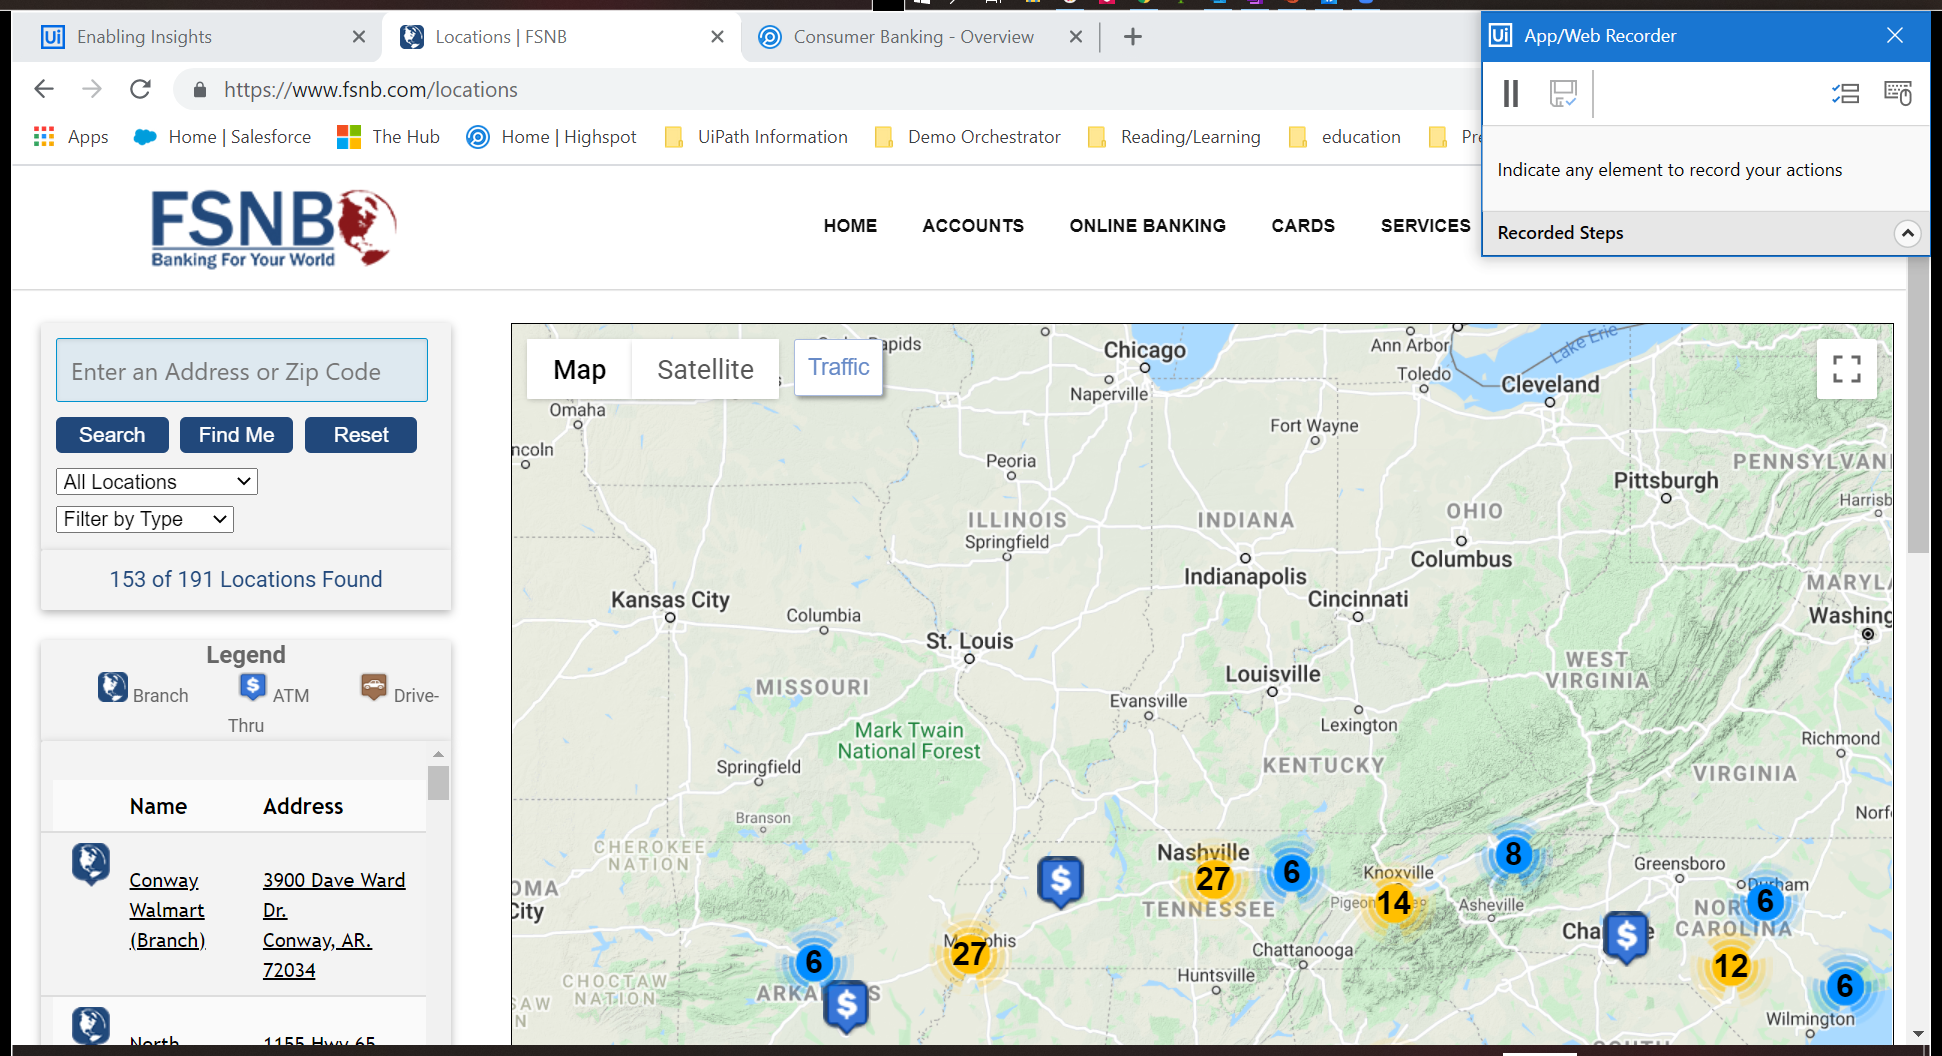 Enabling Insights
Locations | FSNB
Consumer Banking - Overview
Ui App/Web Recorder
https://www.fsnb.com/locations
Apps
Home | Salesforce
The Hub
Home | Highspot
UiPath Information
Demo Orchestrator
Reading/Learning
education
Indicate any element to record your actions
Recorded Steps
FSNB
Banking For Your World
HOME
ACCOUNTS
ONLINE BANKING
CARDS
SERVICES
Enter an Address or Zip Code
Search
Find Me
Reset
All Locations
Filter by Type
153 of 191 Locations Found
Legend
Branch
ATM
Drive-
Thru
Name
Address
Conway
Walmart
(Branch)
3900 Dave Ward
Dr.
Conway, AR.
72034
North
1155 Hwy 65
Map
Satellite
Traffic
Chicago
Naperville
Ann Arbor
Toledo
Lake Erie
Cleveland
Omaha
ncoln
Fort Wayne
Peoria
PENNSYLVANI
Pittsburgh
Harrisb
ILLINOIS
Springfield
INDIANA
OHIO
Columbus
Indianapolis
Cincinnati
MARYLA
Washing
Kansas City
Columbia
St. Louis
Louisville
WEST
VIRGINIA
MISSOURI
Evansville
Lexington
Mark Twain
National Forest
Richmond
Springfield
KENTUCKY
VIRGINIA
Branson
Norf
CHEROKEE
NATION
Nashville
27
6
8
Knoxville
14
Greensboro
Durham
6
OMA
City
TENNESSEE
Asheville
NOR
CAROLINA
Memphis
27
Chattanooga
Huntsville
12
6
6
CHOCTAW
NATION
ARKA S
Wilmington